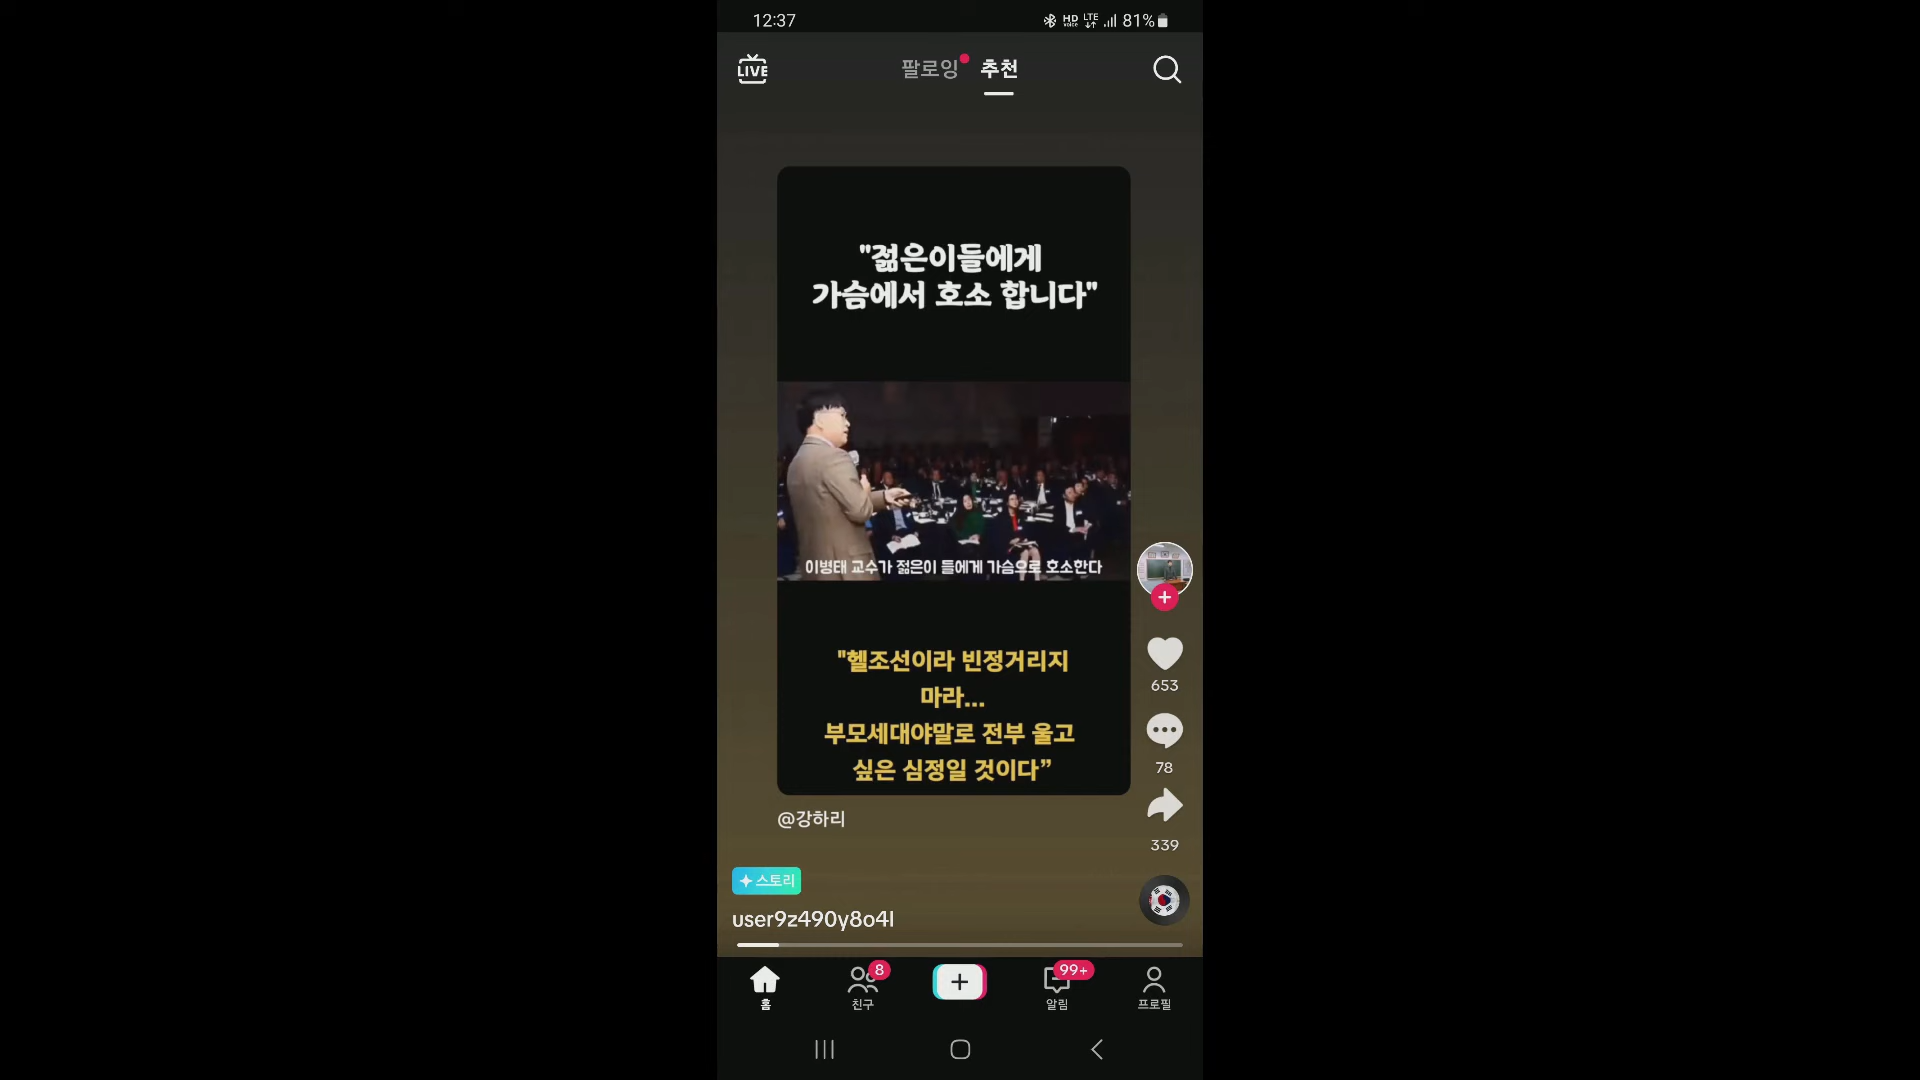 12:37
HD voice LTE 81%
LIVE
팔로잉 추천
"젊은이들에게
가슴에서 호소 합니다"
이병태 교수가 젊은이 들에게 가슴으로 호소한다
"헬조선이라 빈정거리지
마라...
부모세대야말로 전부 울고
싶은 심정일 것이다”
@강하리
653
78
339
스토리
user9z490y8o4l
8
99+
홈 친구 알림 프로필